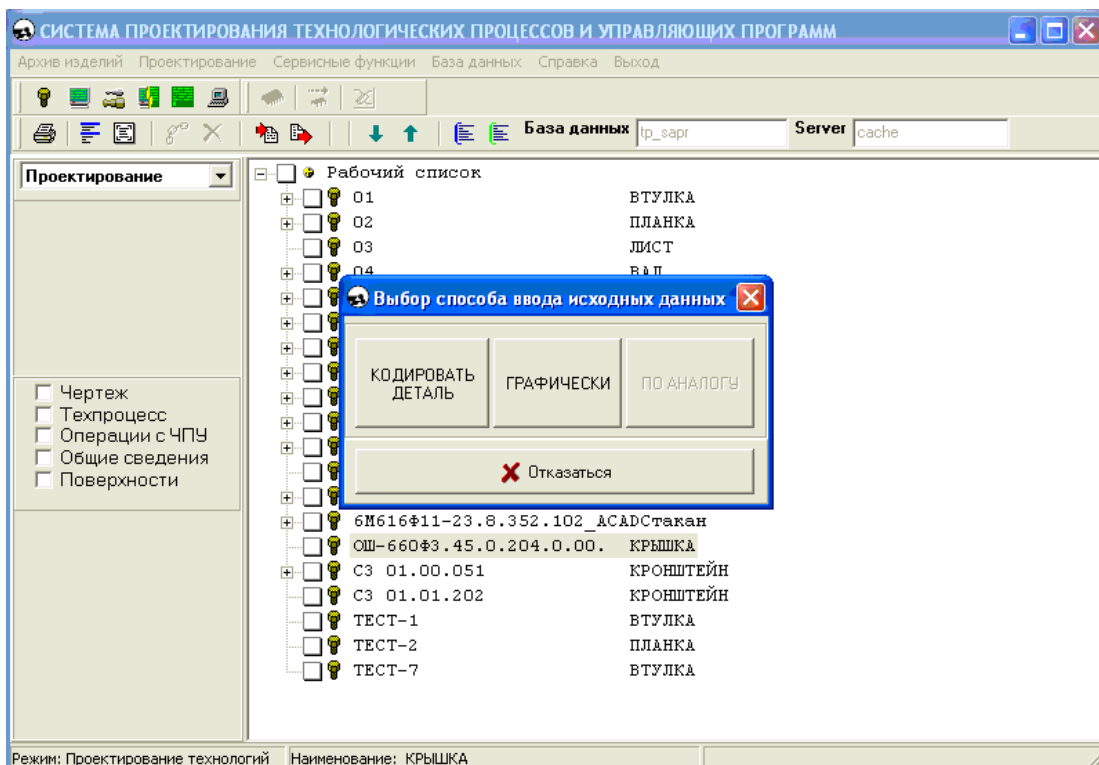 СИСТЕМА ПРОЕКТИРОВАНИЯ ТЕХНОЛОГИЧЕСКИХ ПРОЦЕССОВ И УПРАВЛЯЮЩИХ ПРОГРАММ
Архив изделий Проектирование Сервисные функции База данных Справка Выход
База данных tp_sapr Server cache
Проектирование
Рабочий список
01 ВТУЛКА
02 ПЛАНКА
03 ЛИСТ
04 ВАЛ
Выбор способа ввода исходных данных
КОДИРОВАТЬ
ДЕТАЛЬ
ГРАФИЧЕСКИ
ПО АНАЛОГУ
Отказаться
Чертеж
Техпроцесс
Операции с ЧПУ
Общие сведения
Поверхности
6М616Ф11-23.8.352.102_ACADСтакан
ОШ-660Ф3.45.0.204.0.00. КРЫШКА
СЗ 01.00.051 КРОНШТЕЙН
СЗ 01.01.202 КРОНШТЕЙН
ТЕСТ-1 ВТУЛКА
ТЕСТ-2 ПЛАНКА
ТЕСТ-7 ВТУЛКА
Режим: Проектирование технологий Наименование: КРЫШКА